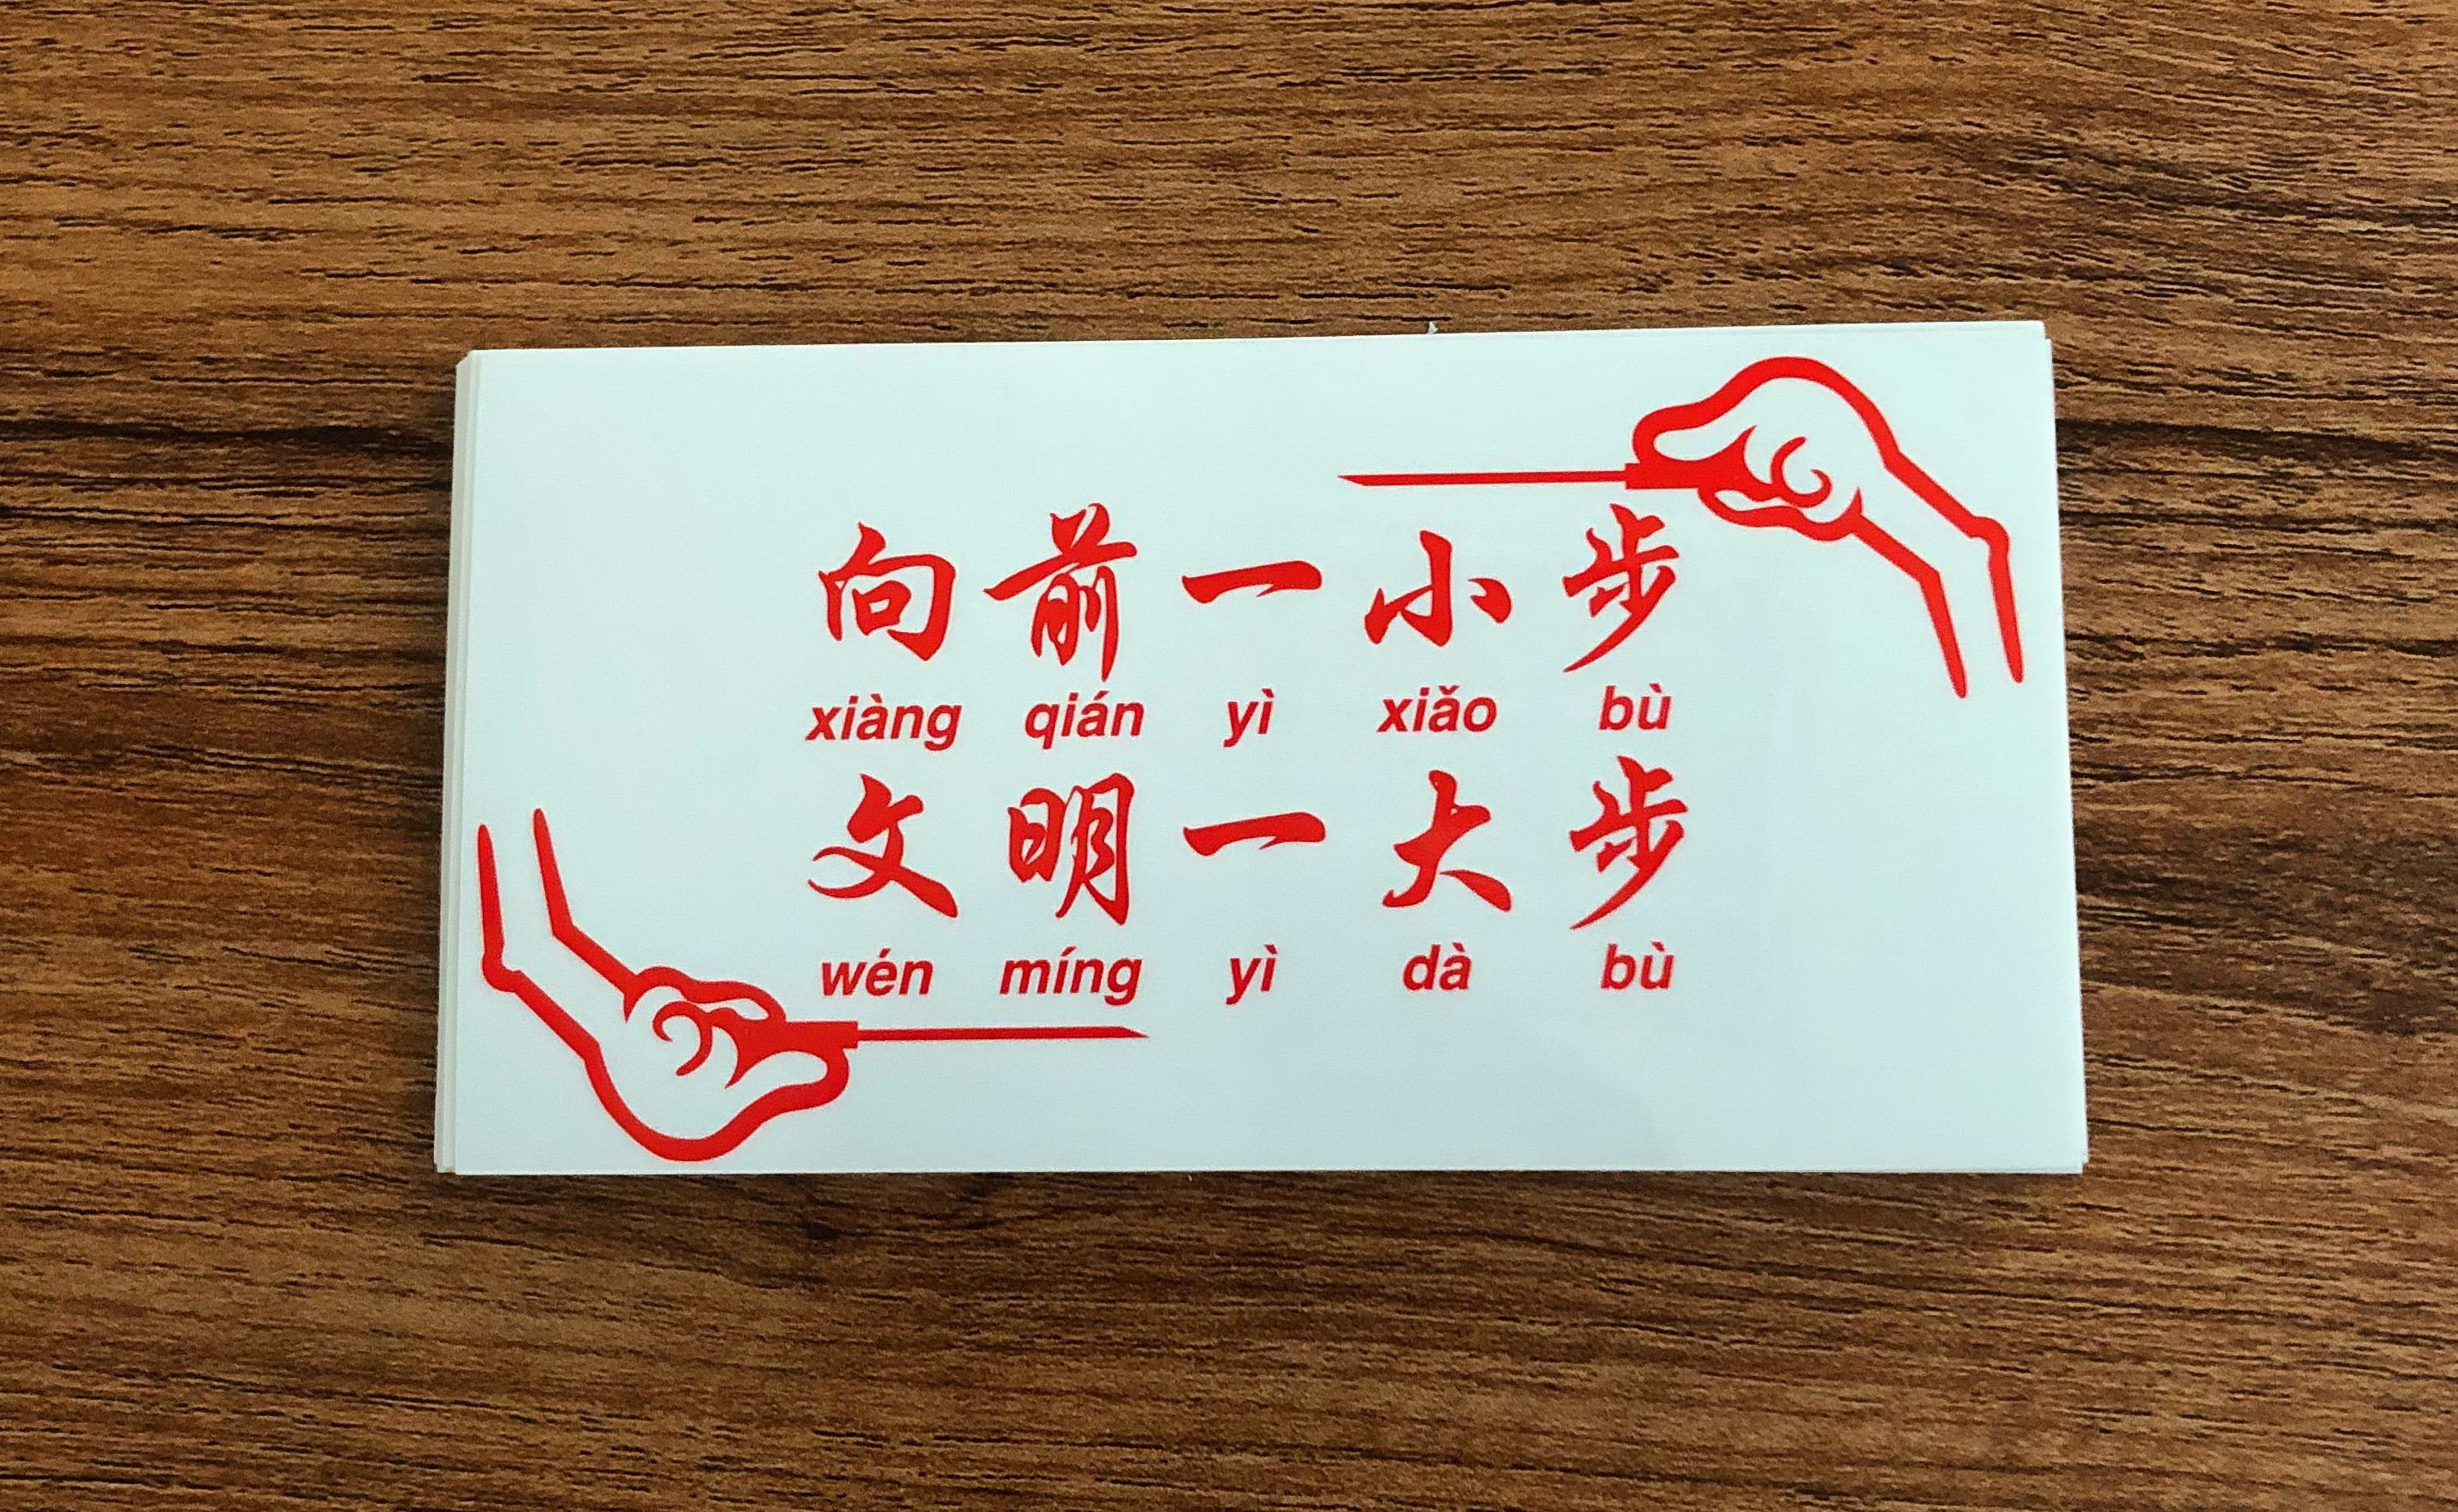 向前一小步
xiàng qián yì xiǎo bù
文明一大步
wén míng yì dà bù